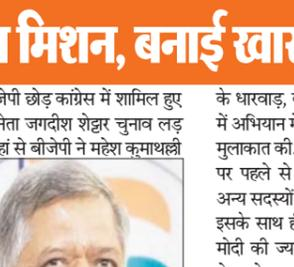 मिशन, बनाई खास
छोड़ कांग्रेस में शामिल हुए
जगदीश शेट्टार चुनाव लड़
से बीजेपी ने महेश कुमाथल्ली
के धारवाड़,
में अभियान
मुलाकात की
पर पहले से
अन्य सदस्यों
इसके साथ
मोदी की